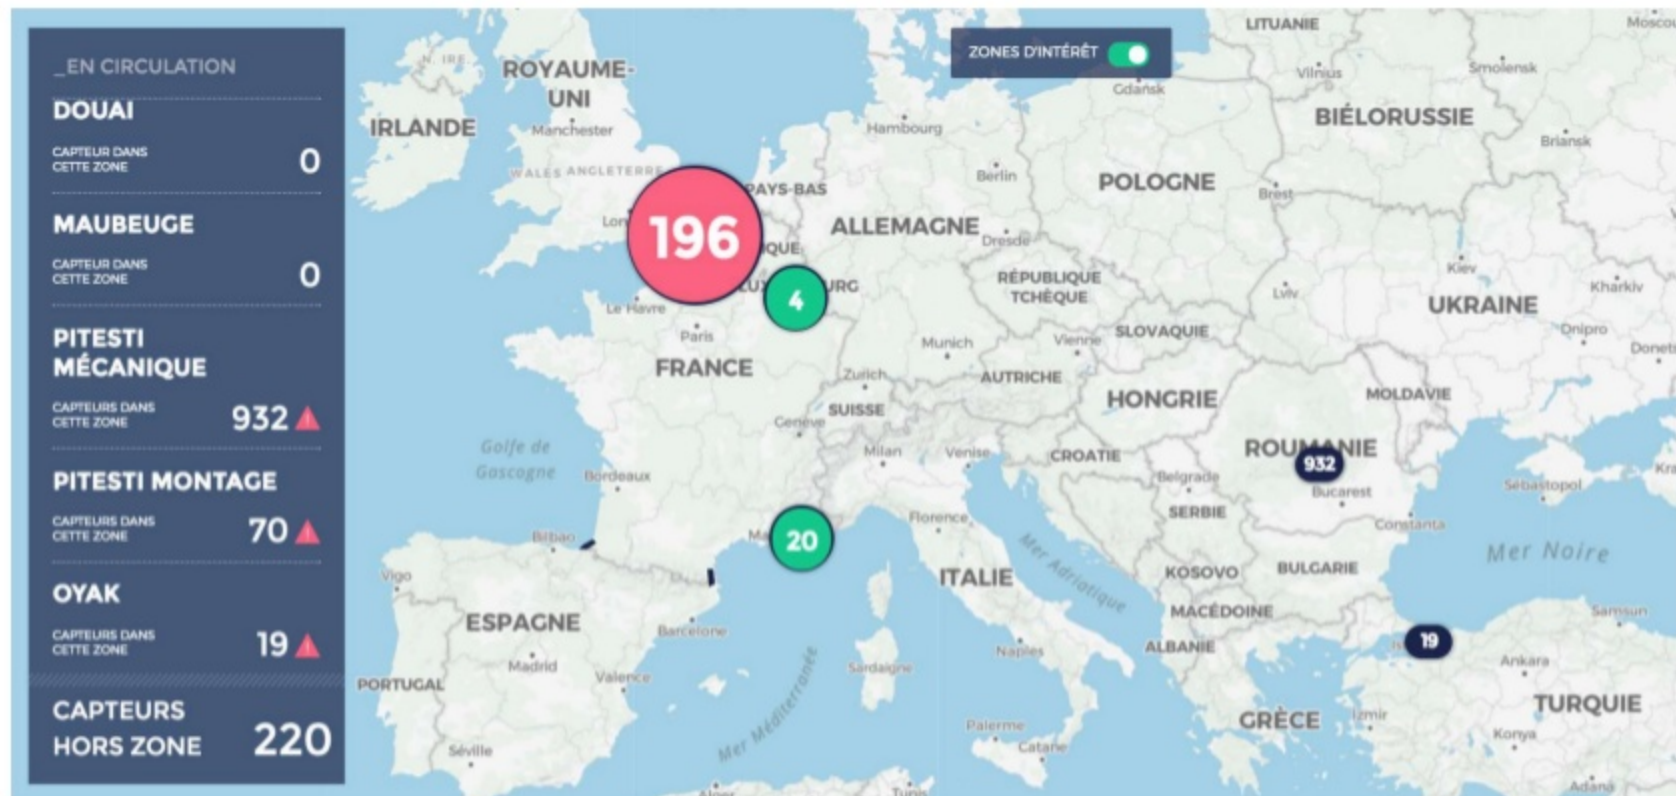 _EN CIRCULATION
DOUAI
CAPTEUR DANS
CETTE ZONE
0
MAUBEUGE
CAPTEUR DANS
CETTE ZONE
0
PITESTI
MÉCANIQUE
CAPTEURS DANS
CETTE ZONE
932
PITESTI MONTAGE
CAPTEURS DANS
CETTE ZONE
70
OYAK
CAPTEURS DANS
CETTE ZONE
19
CAPTEURS
HORS ZONE
220
ZONES D'INTÉRÊT
LITUANIE
Vilnius
Smolensk
N. IRE
ROYAUME-
UNI
IRLANDE
Manchester
Hambourg
Gdańsk
BIÉLORUSSIE
Briansk
WALES
ANGLETERRE
PAYS-BAS
Berlin
POLOGNE
Brest
196
ALLEMAGNE
Dresde
4
RÉPUBLIQUE
TCHÈQUE
Lviv
Kiev
Kharkiv
UKRAINE
Dnipro
Le Havre
Paris
FRANCE
Munich
Vienne
SLOVAQUIE
Zurich
AUTRICHE
SUISSE
HONGRIE
MOLDAVIE
Genève
Milan
Venise
CROATIE
ROUMANIE
932
Bucarest
Golfe de
Gascogne
Bordeaux
Belgrade
SERBIE
Sébastopol
Constanta
Mer Noire
Bilbao
20
Florence
Mer Adriatique
ITALIE
KOSOVO
BULGARIE
Vigo
ESPAGNE
Barcelone
MACÉDOINE
Samsun
19
Madrid
Valence
Sardaigne
Naples
ALBANIE
Ankara
PORTUGAL
Mer Méditerranée
TURQUIE
Séville
Palerme
Catane
GRÈCE
Izmir
Konya
Adana